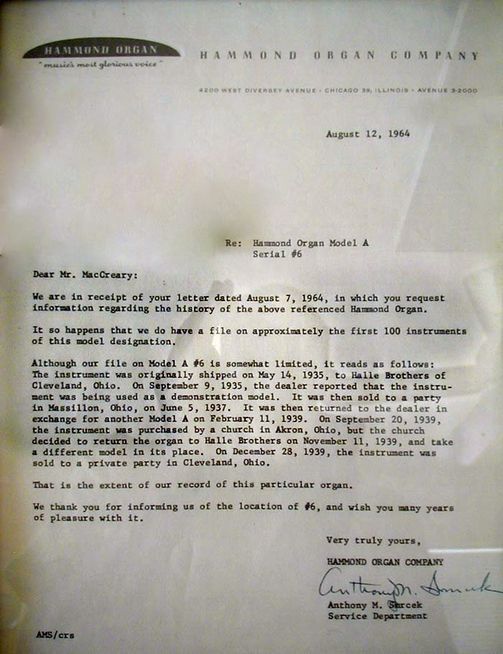 HAMMOND ORGAN
"music's most glorious voice"
HAMMOND ORGAN COMPANY
4200 WEST DIVERSEY AVENUE • CHICAGO 39, ILLINOIS • AVENUE 3-2000
August 12, 1964
Re: Hammond Organ Model A
Serial #6
Dear Mr. MacCreary:
We are in receipt of your letter dated August 7, 1964, in which you request
information regarding the history of the above referenced Hammond Organ.
It so happens that we do have a file on approximately the first 100 instruments
of this model designation.
Although our file on Model A #6 is somewhat limited, it reads as follows:
The instrument was originally shipped on May 14, 1935, to Halle Brothers of
Cleveland, Ohio. On September 9, 1935, the dealer reported that the instru-
ment was being used as a demonstration model. It was then sold to a party
in Massillon, Ohio, on June 5, 1937. It was then returned to the dealer in
exchange for another Model A on February 11, 1939. On September 20, 1939,
the instrument was purchased by a church in Akron, Ohio, but the church
decided to return the organ to Halle Brothers on November 11, 1939, and take
a different model in its place. On December 28, 1939, the instrument was
sold to a private party in Cleveland, Ohio.
That is the extent of our record of this particular organ.
We thank you for informing us of the location of #6, and wish you many years
of pleasure with it.
Very truly yours,
HAMMOND ORGAN COMPANY
Anthony M.
Anthony M.
Service Department
AMS/crs